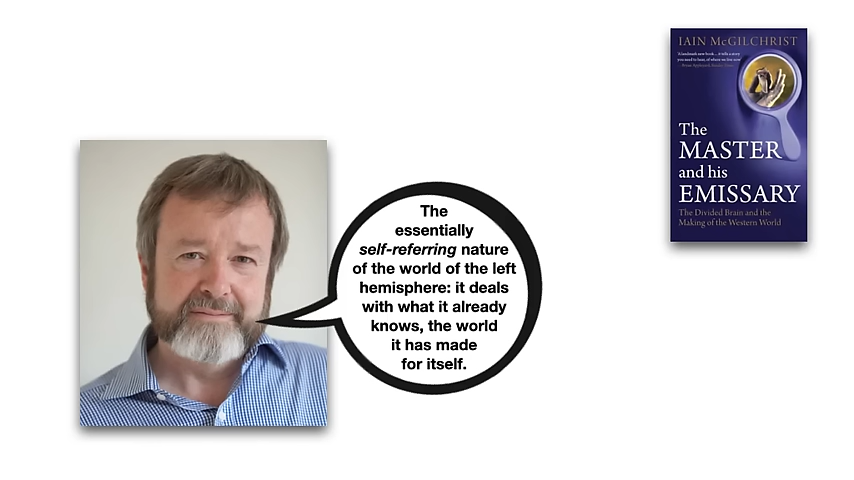 IAIN McGILCHRIST
The
MASTER
and his
EMISSARY
The Divided Brain and the
Making of the Western World
The
essentially
self-referring nature
of the world of the left
hemisphere: it deals
with what it already
knows, the world
it has made
for itself.